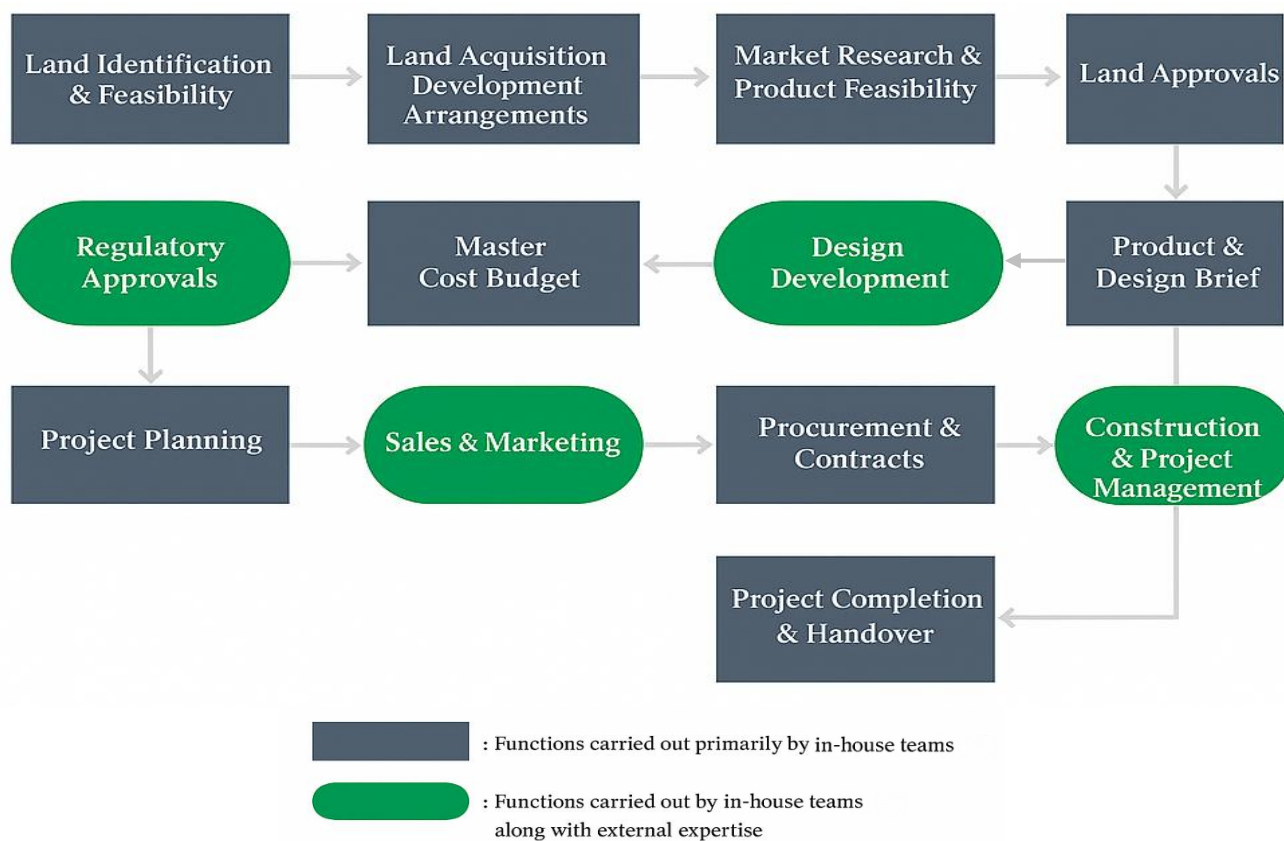 Land Identification
& Feasibility
Land Acquisition
Development
Arrangements
Market Research &
Product Feasibility
Land Approvals
Regulatory
Approvals
Master
Cost Budget
Design
Development
Product &
Design Brief
Project Planning
Sales & Marketing
Procurement &
Contracts
Construction
& Project
Management
Project Completion
& Handover
: Functions carried out primarily by in-house teams
: Functions carried out by in-house teams
along with external expertise